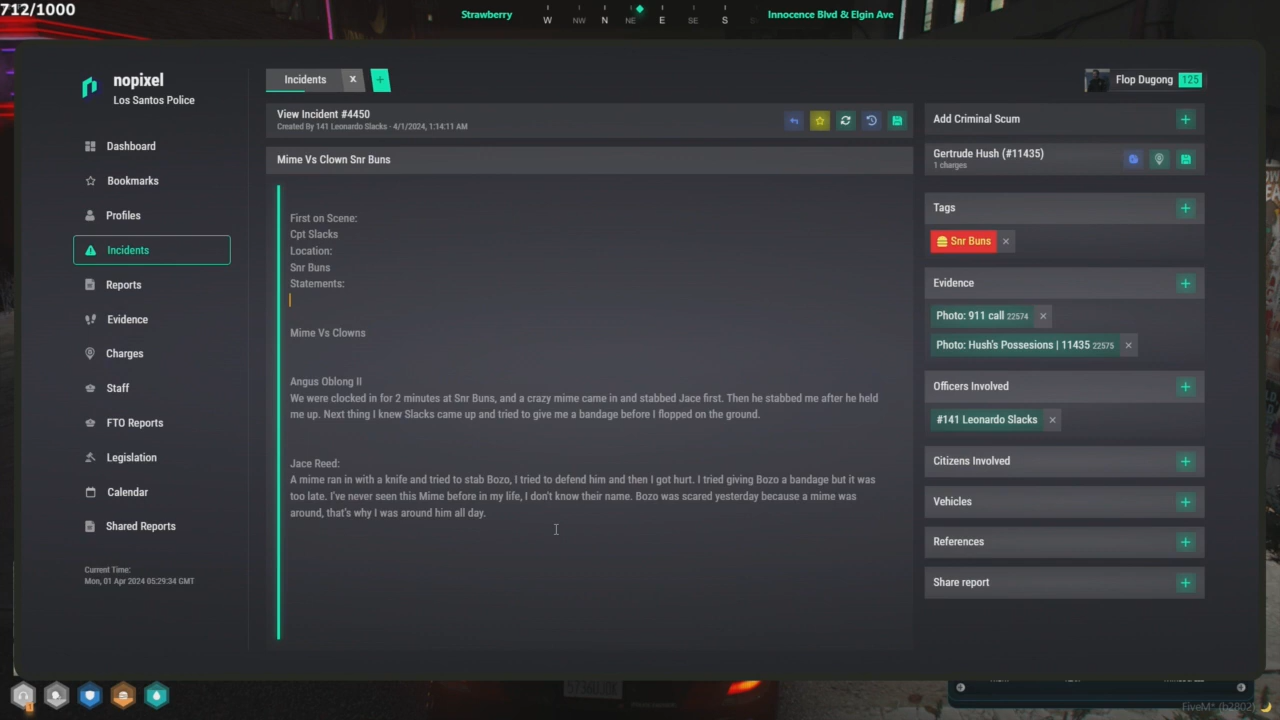 712/1000
Strawberry
W NW N NE E SE S
Innocence Blvd & Elgin Ave
nopixel
Los Santos Police
Incidents x +
Flop Dugong 125
Dashboard
Bookmarks
Profiles
Incidents
Reports
Evidence
Charges
Staff
FTO Reports
Legislation
Calendar
Shared Reports
Current Time:
Mon, 01 Apr 2024 05:29:34 GMT
View Incident #4450
Created By 141 Leonardo Slacks - 4/1/2024, 1:14:11 AM
Mime Vs Clown Snr Buns
First on Scene:
Cpt Slacks
Location:
Snr Buns
Statements:
Mime Vs Clowns
Angus Oblong II
We were clocked in for 2 minutes at Snr Buns, and a crazy mime came in and stabbed Jace first. Then he stabbed me after he held
me up. Next thing I knew Slacks came up and tried to give me a bandage before I flopped on the ground.
Jace Reed:
A mime ran in with a knife and tried to stab Bozo, I tried to defend him and then I got hurt. I tried giving Bozo a bandage but it was
too late. I've never seen this Mime before in my life, I don't know their name. Bozo was scared yesterday because a mime was
around, that's why I was around him all day.
Add Criminal Scum +
Gertrude Hush (#11435)
1 charges
Tags +
Snr Buns ×
Evidence +
Photo: 911 call 22574 ×
Photo: Hush's Possesions | 11435 22575 ×
Officers Involved +
#141 Leonardo Slacks ×
Citizens Involved +
Vehicles +
References +
Share report +
FiveM* (b2802)